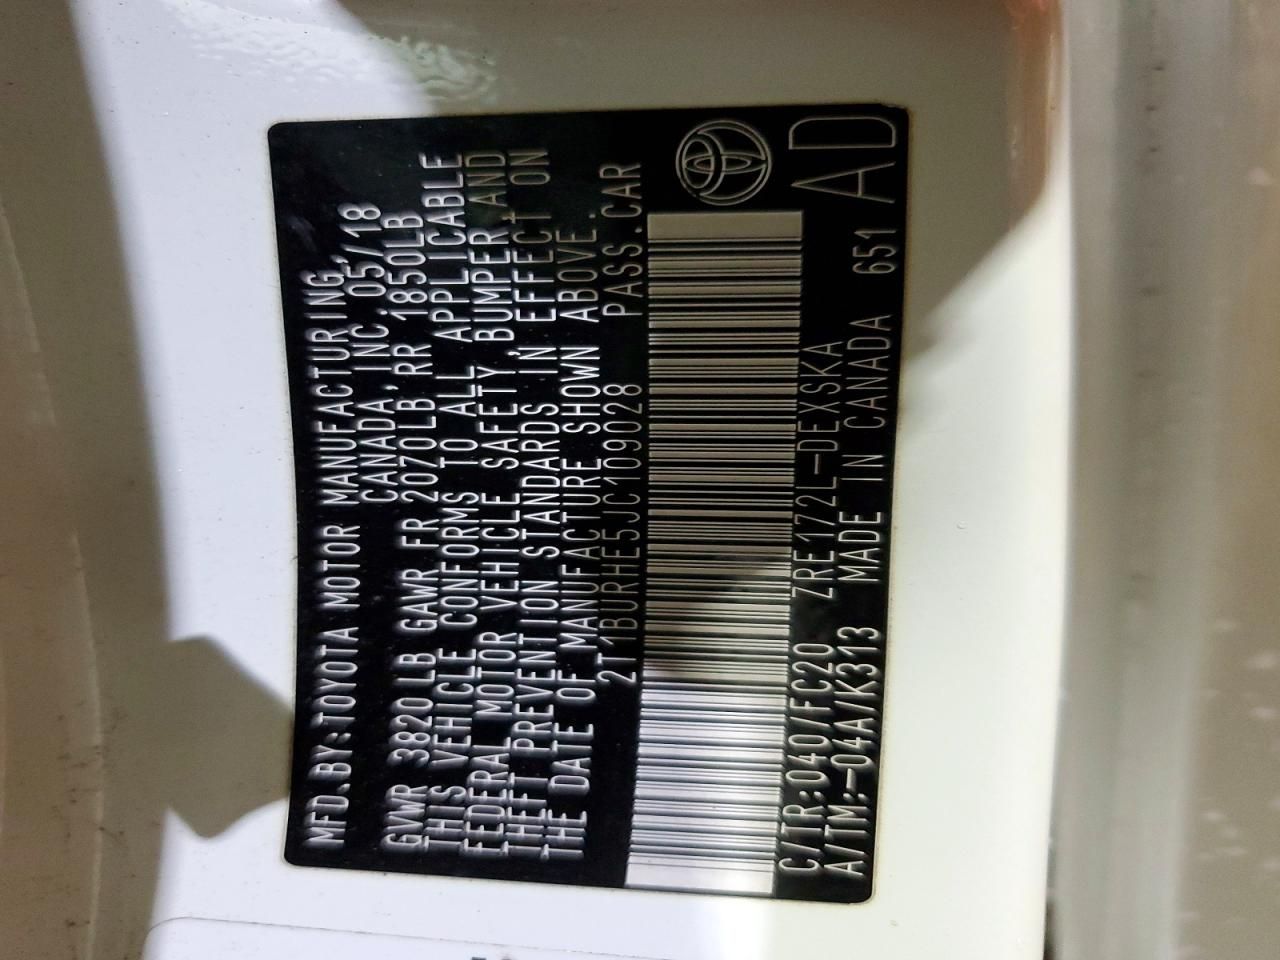 MFD.BY:TOYOTA MOTOR MANUFACTURING,
CANADA, INC. 05/18
GVWR 3820LB GAWR FR 2070LB, RR 1850LB
THIS VEHICLE CONFORMS TO ALL APPLICABLE
FEDERAL MOTOR VEHICLE SAFETY, BUMPER, AND
THEFT PREVENTION STANDARDS IN EFFECT ON
THE DATE OF MANUFACTURE SHOWN ABOVE.
2T1BURHE5JC109028 PASS.CAR
C/TR:040/FC20 ZRE172L-DEXSKA
A/TM:-04A/K313 MADE IN CANADA 651 AD